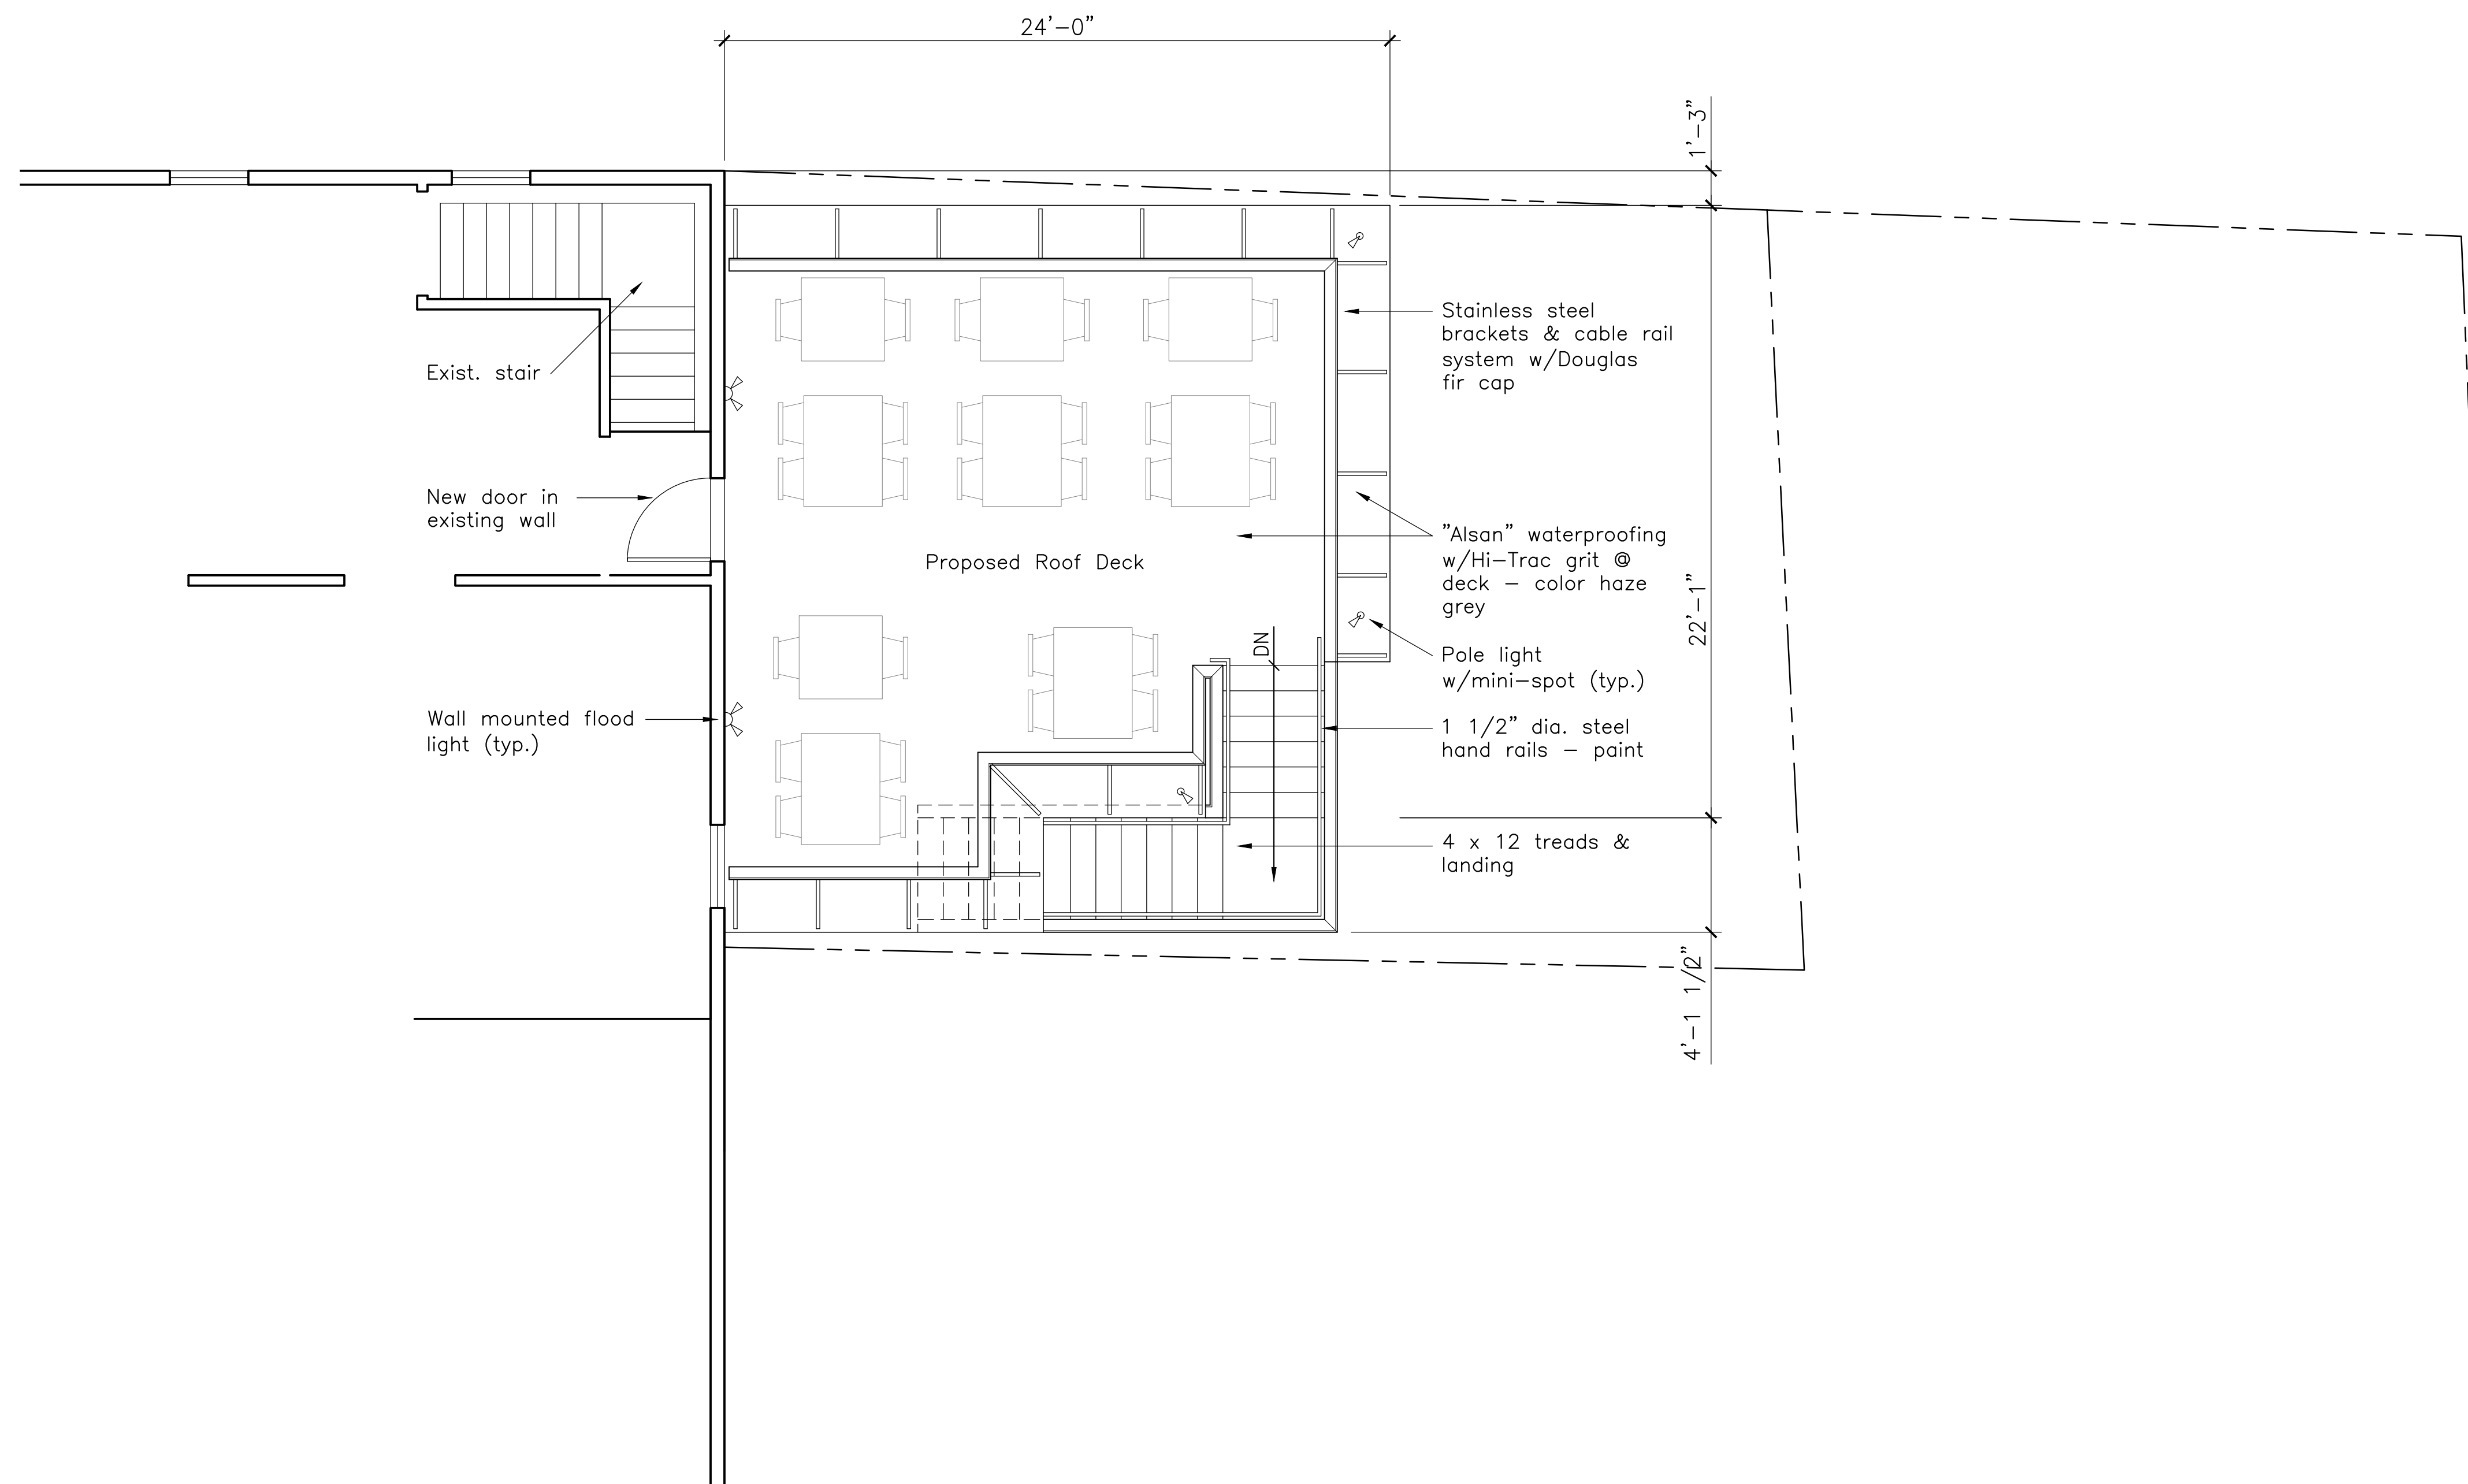 24'-0"
1'-3"
Exist. stair
Stainless steel
brackets & cable rail
system w/Douglas
fir cap
New door in
existing wall
Proposed Roof Deck
"Alsan" waterproofing
w/Hi-Trac grit @
deck - color haze
grey
22'-1"
DN
Pole light
w/mini-spot (typ.)
Wall mounted flood
light (typ.)
1 1/2" dia. steel
hand rails - paint
4 x 12 treads &
landing
4'-1 1/2"